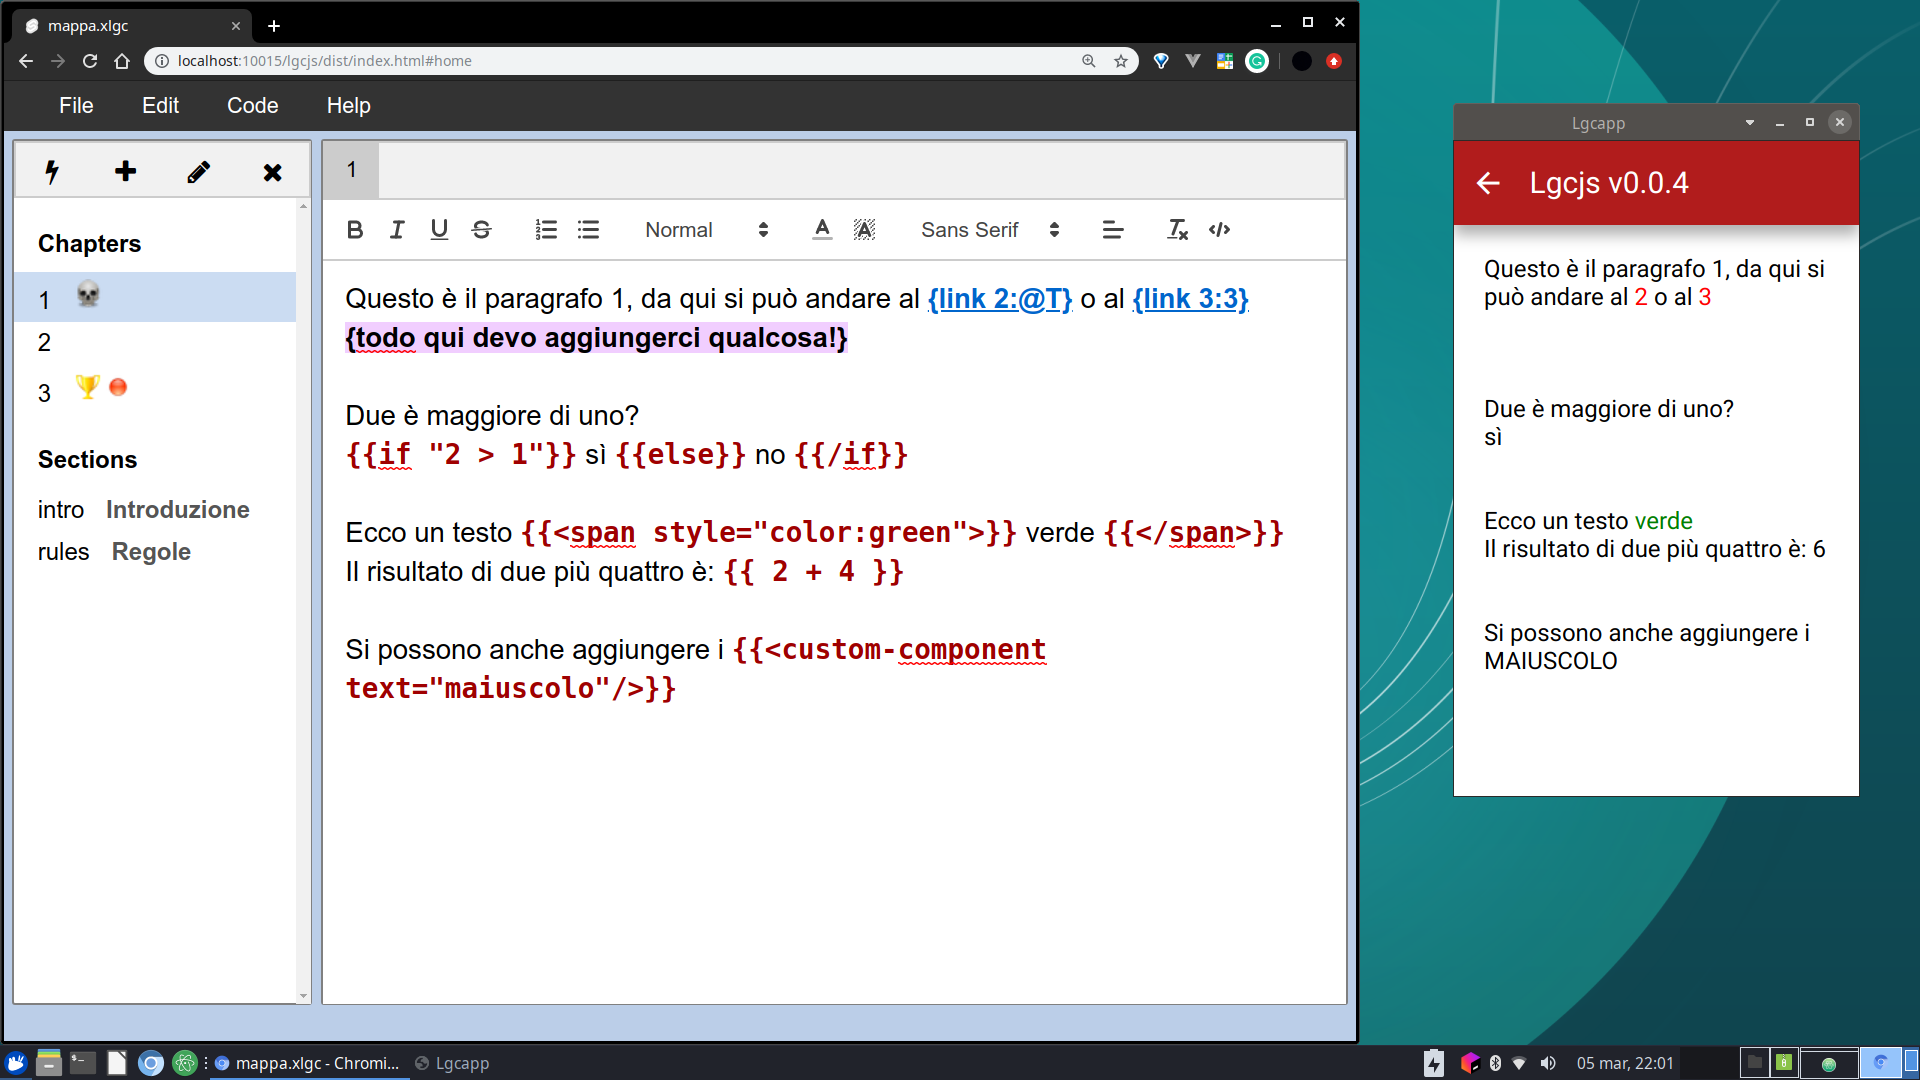 mappa.xlgc
localhost:10015/lgcjs/dist/index.html#home
File Edit Code Help
1
Chapters
1
2
3
Sections
intro Introduzione
rules Regole
Normal Sans Serif
Questo è il paragrafo 1, da qui si può andare al {link 2:@T} o al {link 3:3}
{todo qui devo aggiungerci qualcosa!}
Due è maggiore di uno?
{{if "2 > 1"}} sì {{else}} no {{/if}}
Ecco un testo {{<span style="color:green">}} verde {{</span>}}
Il risultato di due più quattro è: {{ 2 + 4 }}
Si possono anche aggiungere i {{<custom-component
text="maiuscolo"/>}}
Lgcapp
Lgcjs v0.0.4
Questo è il paragrafo 1, da qui si
può andare al 2 o al 3
Due è maggiore di uno?
sì
Ecco un testo verde
Il risultato di due più quattro è: 6
Si possono anche aggiungere i
MAIUSCOLO
mappa.xlgc - Chromi... Lgcapp 05 mar, 22:01